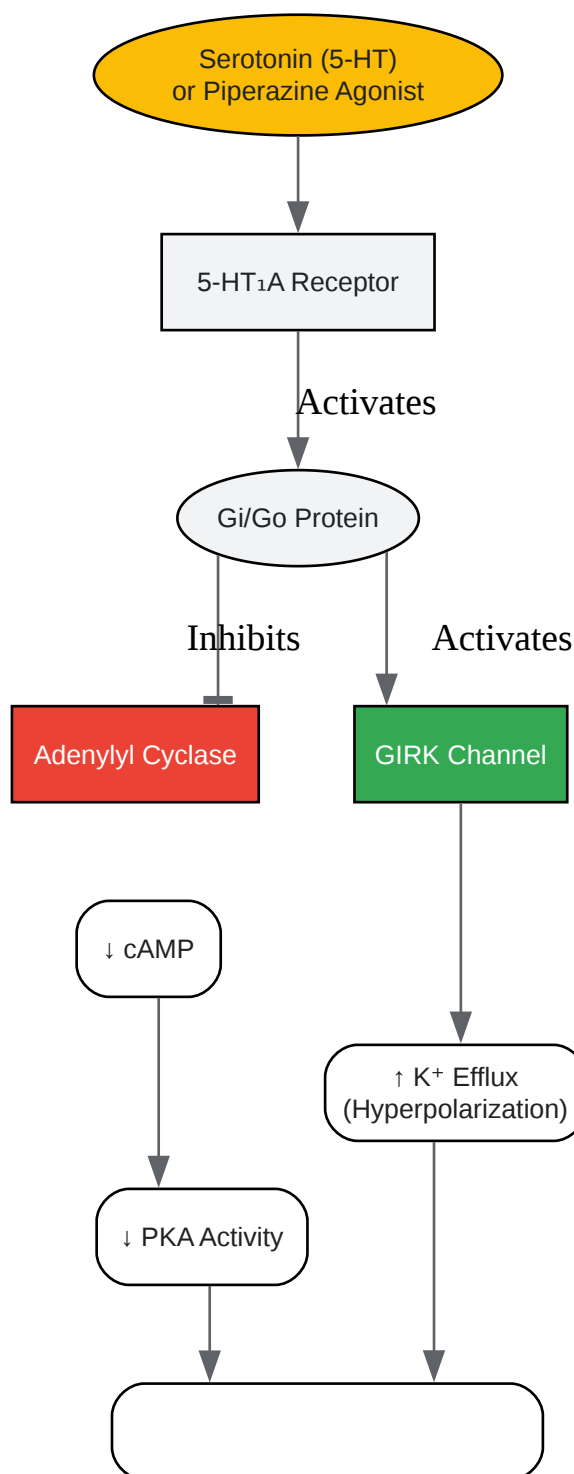 Serotonin (5-HT)
or Piperazine Agonist
5-HT₁A Receptor
Activates
Gi/Go Protein
Inhibits
Activates
Adenylyl Cyclase
GIRK Channel
↓ cAMP
↑ K⁺ Efflux
(Hyperpolarization)
↓ PKA Activity